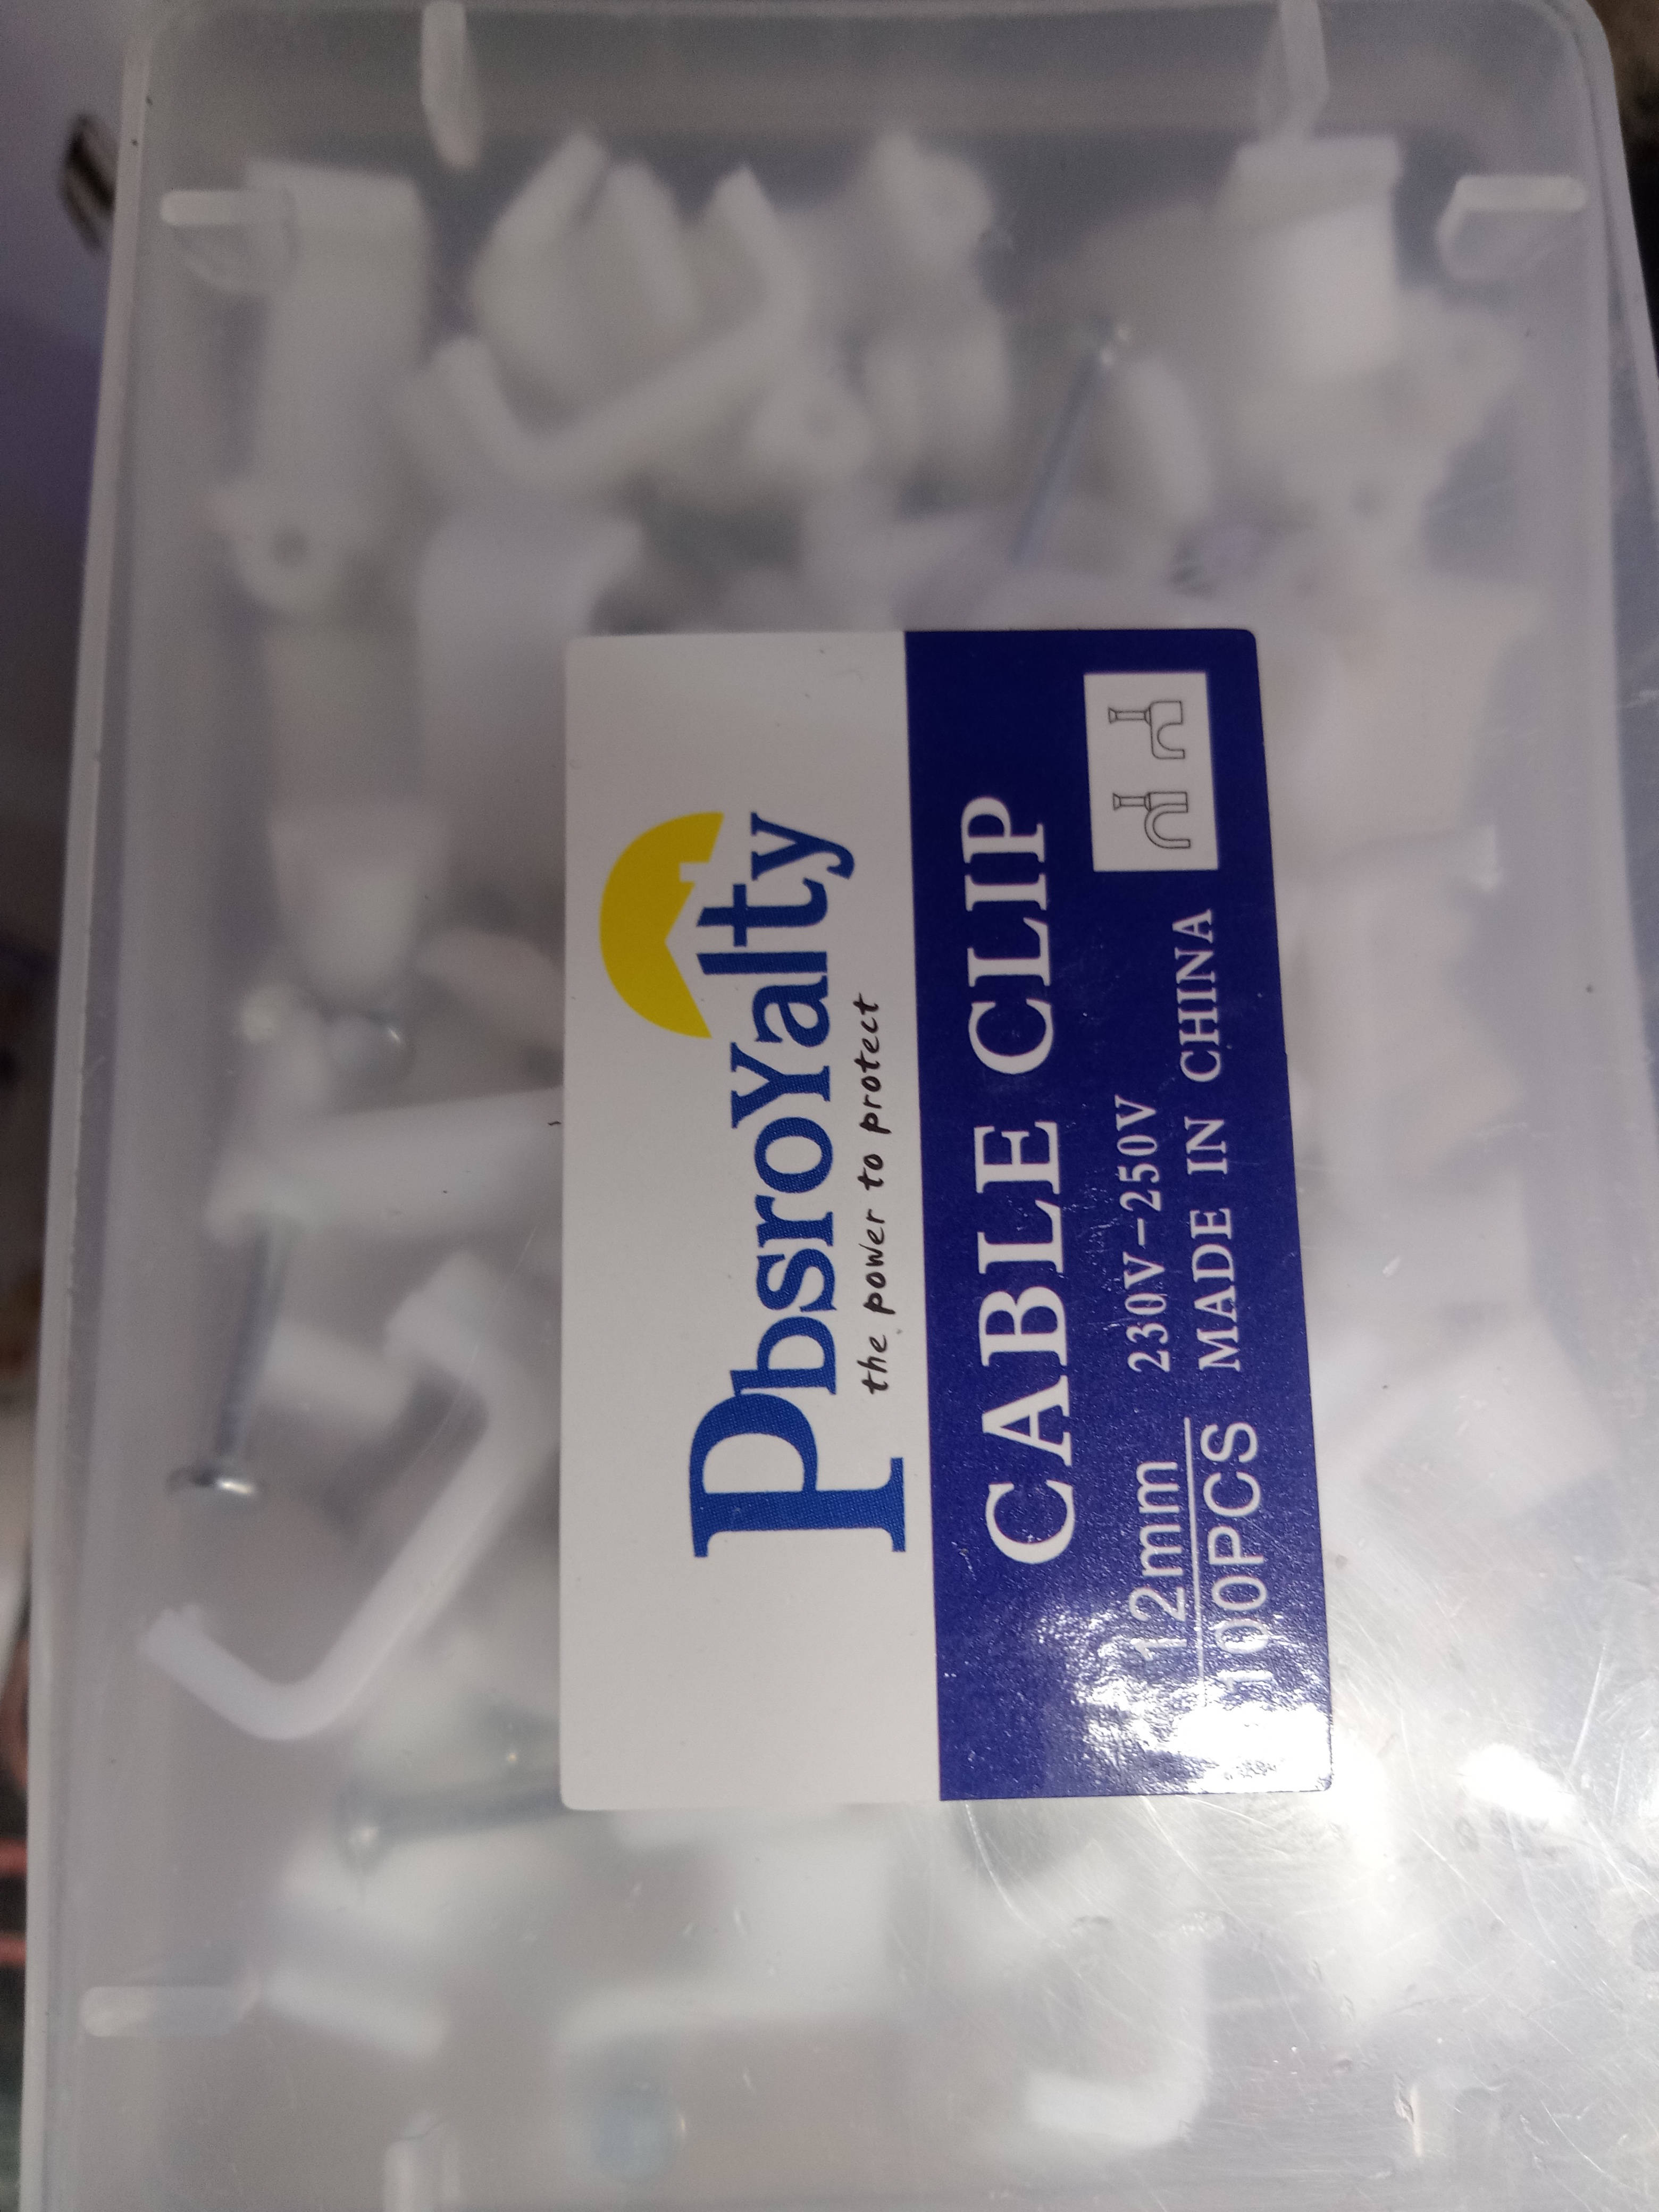 PbsroYalty
the power to protect
CABLE CLIP
12mm 230V-250V
100PCS MADE IN CHINA